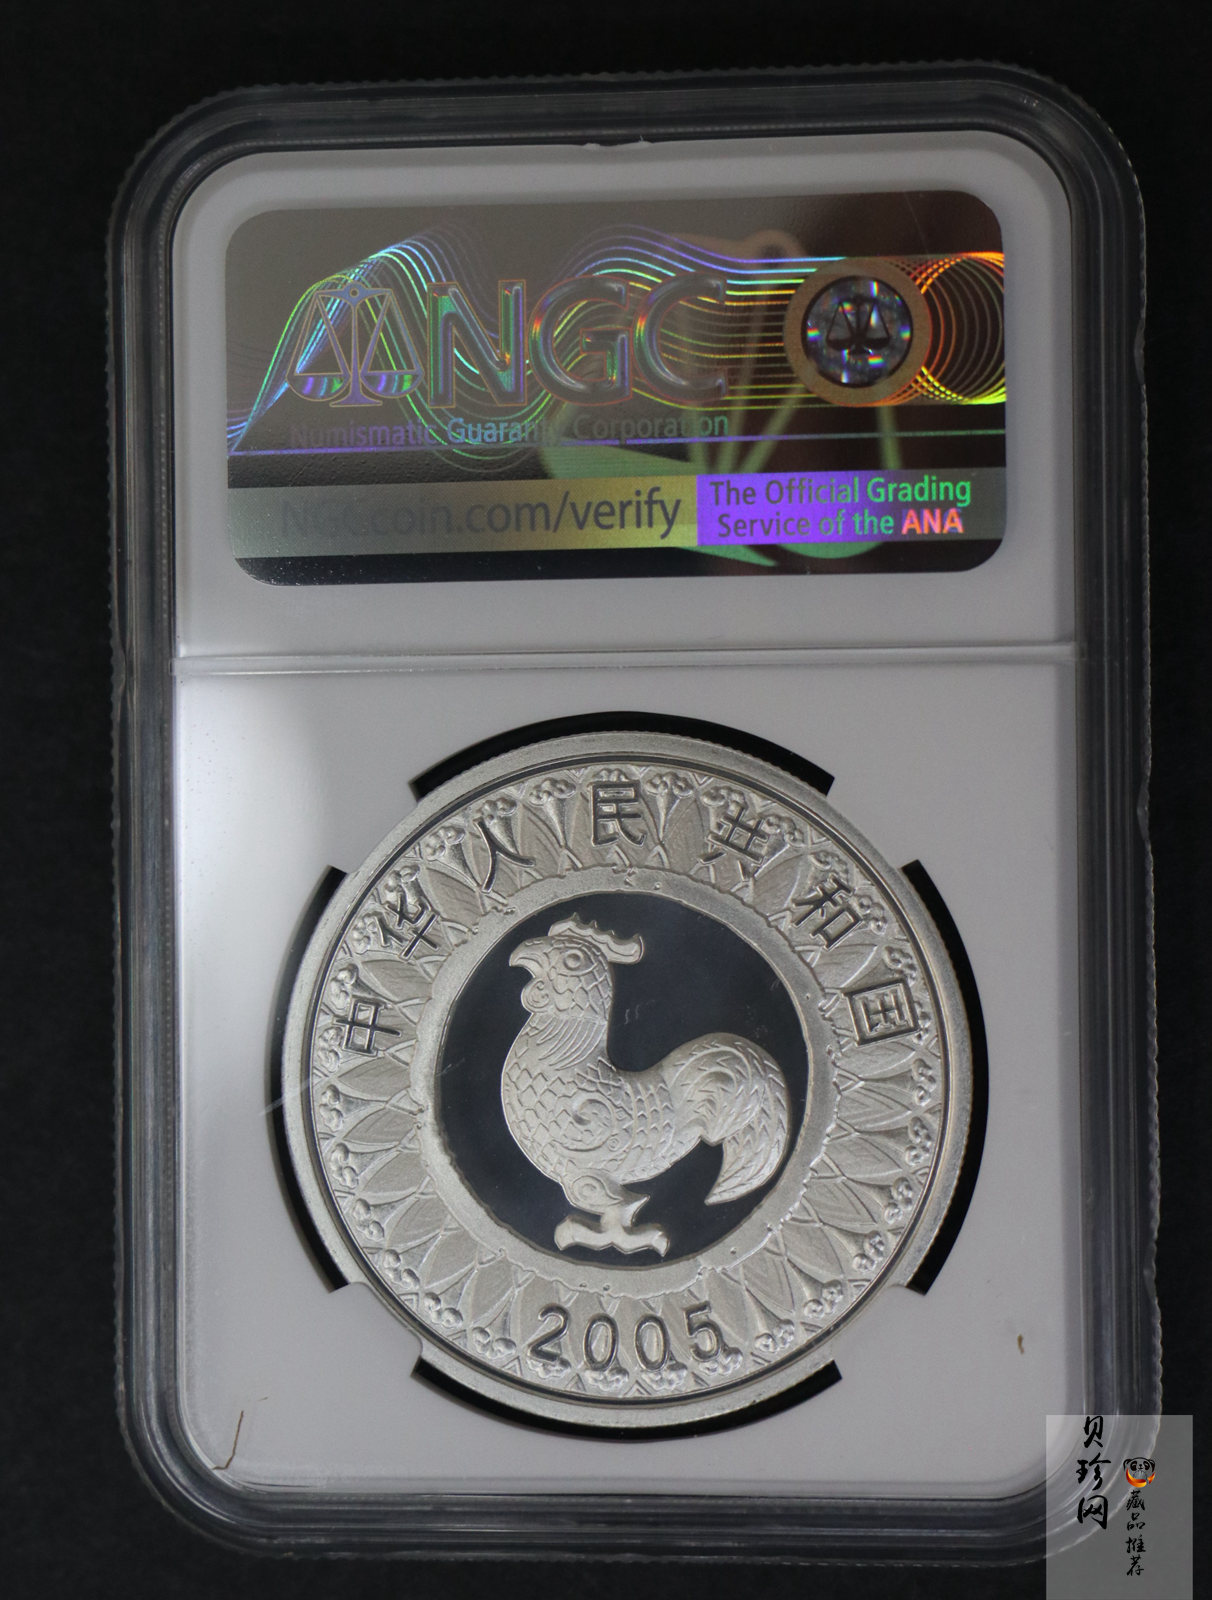 NGC
Numismatic Guaranty Corporation
NGCcoin.com/verify
The Official Grading
Service of the ANA
中华人民共和国
2005
贝珍网
藏品推荐